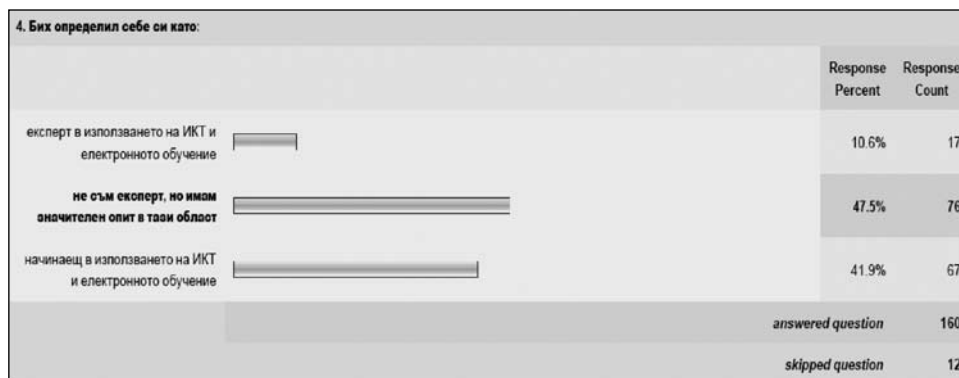 4. Бих определил себе си като:
Response Response
Percent Count
експерт в използването на ИКТ и
електронното обучение
10.6% 17
не съм експерт, но имам
значителен опит в тази област
47.5% 76
начинаещ в използването на ИКТ
и електронното обучение
41.9% 67
answered question 160
skipped question 12